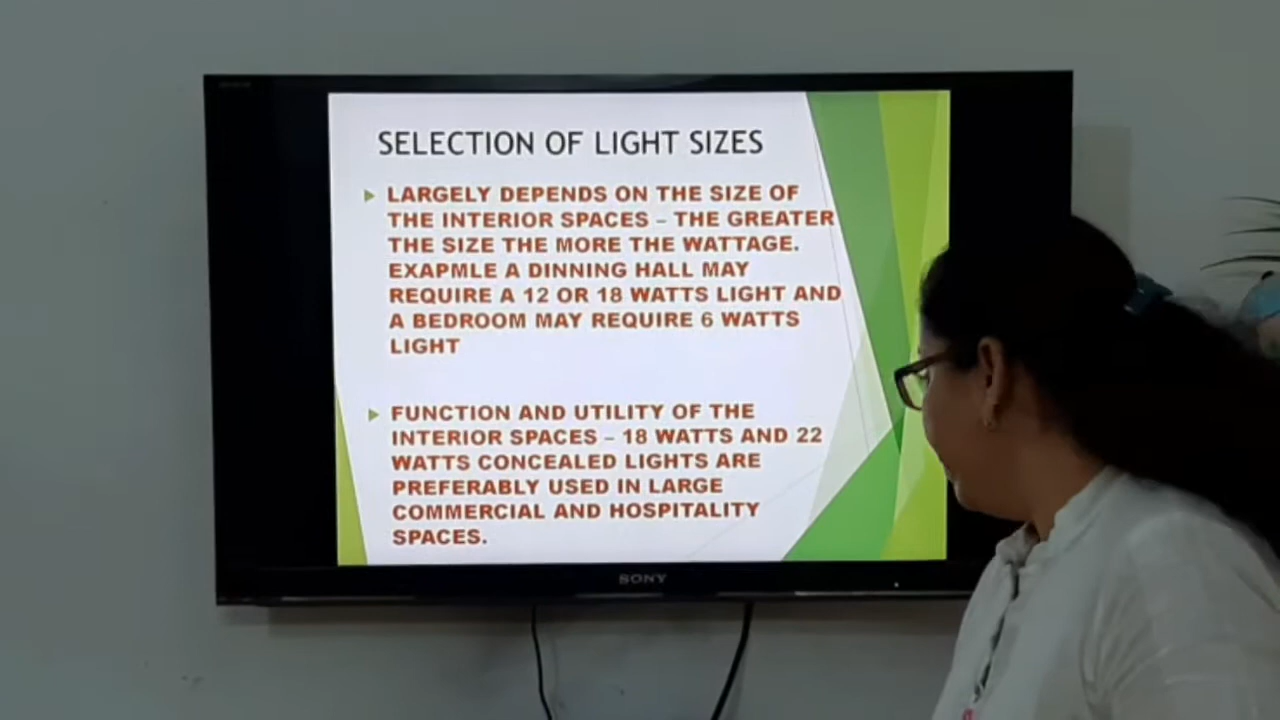 SELECTION OF LIGHT SIZES
LARGELY DEPENDS ON THE SIZE OF
THE INTERIOR SPACES – THE GREATER
THE SIZE THE MORE THE WATTAGE.
EXAPMLE A DINNING HALL MAY
REQUIRE A 12 OR 18 WATTS LIGHT AND
A BEDROOM MAY REQUIRE 6 WATTS
LIGHT
FUNCTION AND UTILITY OF THE
INTERIOR SPACES – 18 WATTS AND 22
WATTS CONCEALED LIGHTS ARE
PREFERABLY USED IN LARGE
COMMERCIAL AND HOSPITALITY
SPACES.
SONY